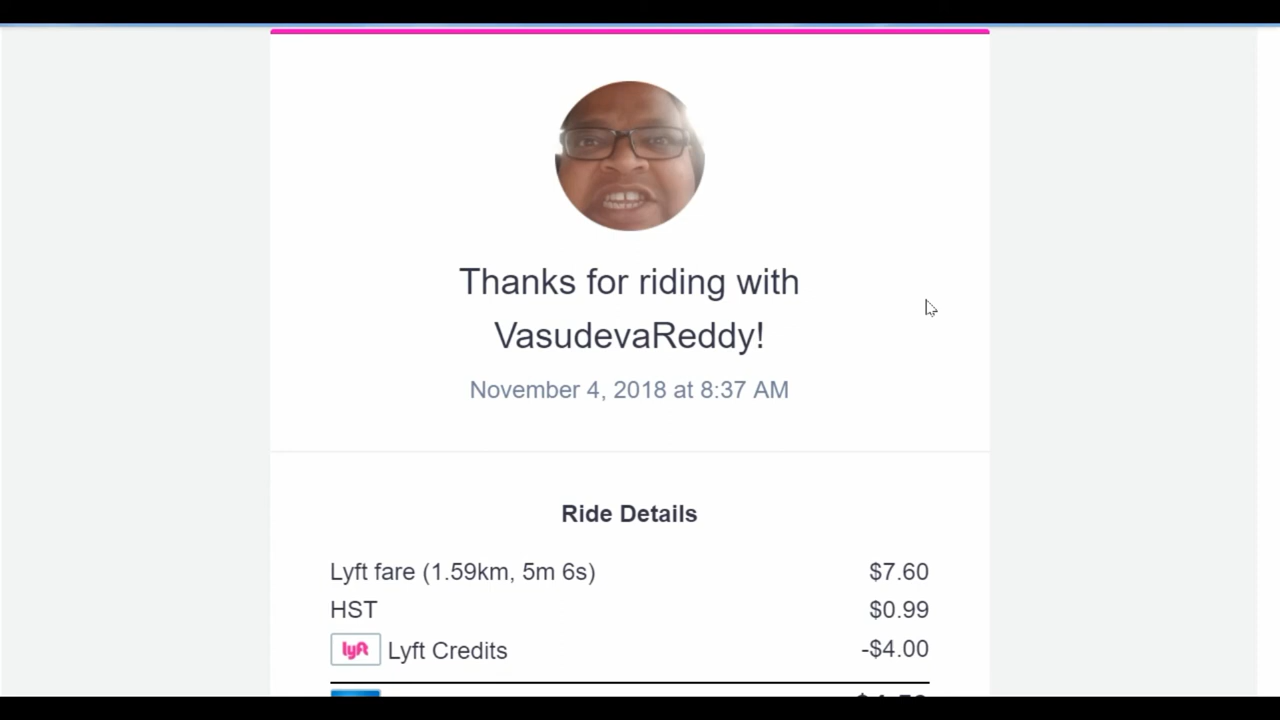 Thanks for riding with
VasudevaReddy!
November 4, 2018 at 8:37 AM
Ride Details
Lyft fare (1.59km, 5m 6s) $7.60
HST $0.99
lyft Lyft Credits -$4.00